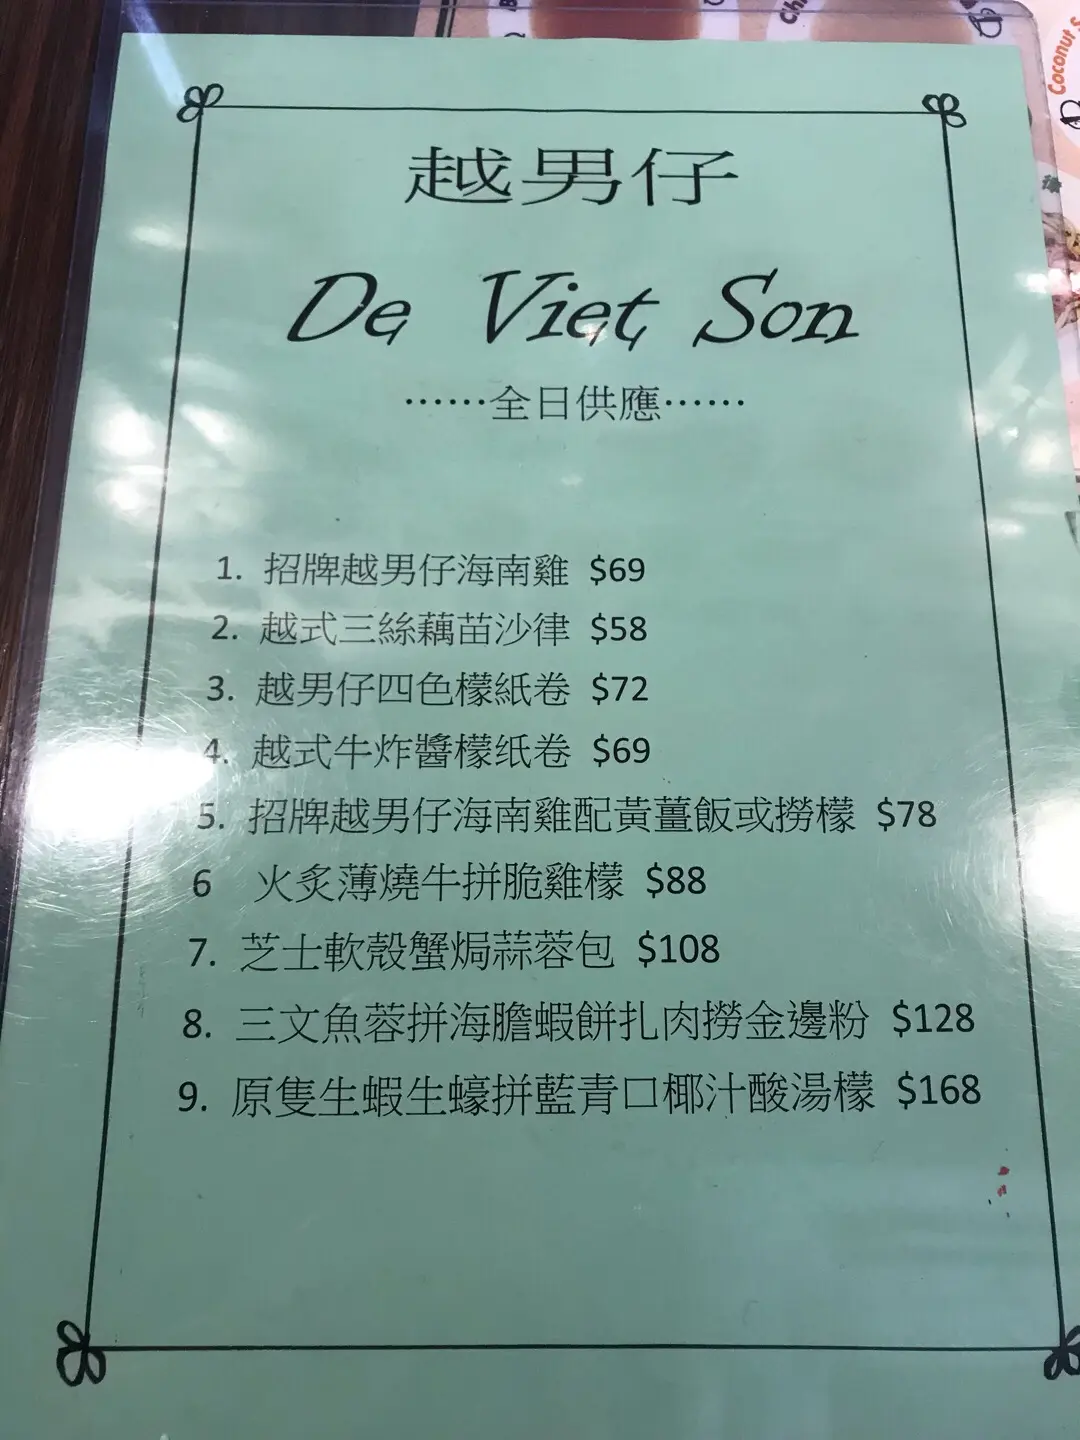 越男仔
De Viet Son
⋯⋯全日供應⋯⋯
1. 招牌越男仔海南雞 $69
2. 越式三絲藕苗沙律 $58
3. 越男仔四色檬紙卷 $72
4. 越式牛炸醬檬纸卷 $69
5. 招牌越男仔海南雞配黃薑飯或撈檬 $78
6 火炙薄燒牛拼脆雞檬 $88
7. 芝士軟殼蟹焗蒜蓉包 $108
8. 三文魚蓉拼海膽蝦餅扎肉撈金邊粉 $128
9. 原隻生蝦生蠔拼藍青口椰汁酸湯檬 $168
Coconut